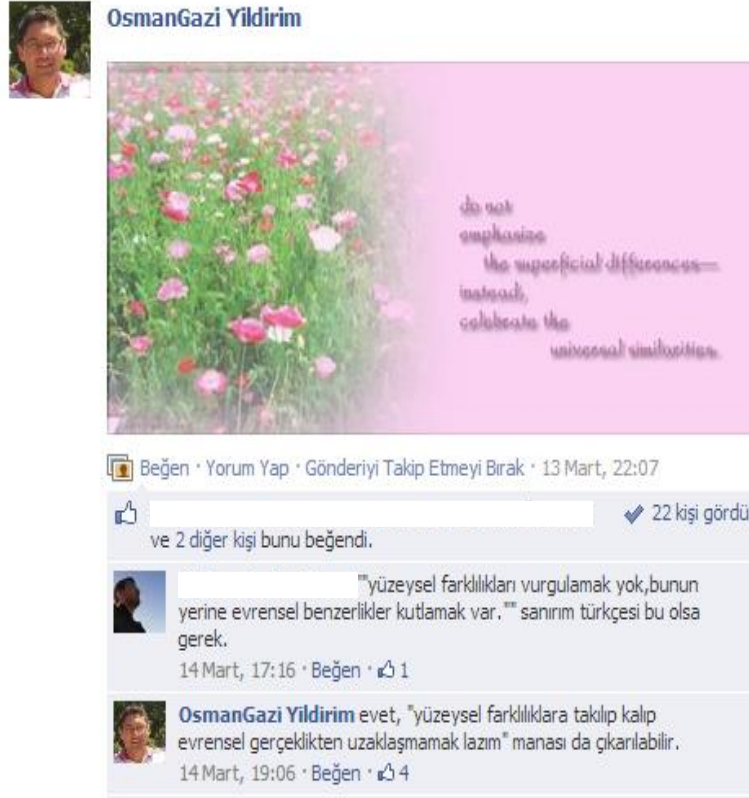 OsmanGazi Yildirim
do not
emphasize
the superficial differences—
instead,
celebrate the
universal similarities.
Beğen · Yorum Yap · Gönderiyi Takip Etmeyi Bırak · 13 Mart, 22:07
22 kişi gördü
ve 2 diğer kişi bunu beğendi.
""yüzeysel farklılıkları vurgulamak yok,bunun
yerine evrensel benzerlikler kutlamak var."" sanırım türkçesi bu olsa
gerek.
14 Mart, 17:16 · Beğen · 1
OsmanGazi Yildirim evet, "yüzeysel farklılıklara takılıp kalıp
evrensel gerçeklikten uzaklaşmamak lazım" manası da çıkarılabilir.
14 Mart, 19:06 · Beğen · 4